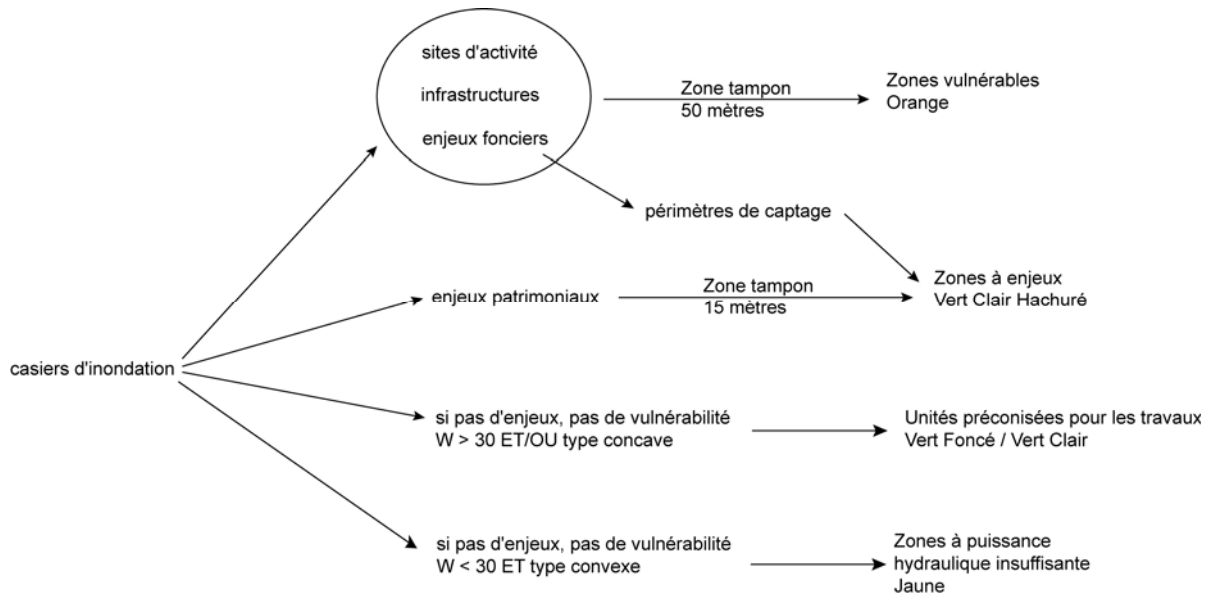 sites d'activité
infrastructures
enjeux fonciers
Zone tampon
50 mètres
Zones vulnérables
Orange
périmètres de captage
enjeux patrimoniaux
Zone tampon
15 mètres
Zones à enjeux
Vert Clair Hachuré
casiers d'inondation
si pas d'enjeux, pas de vulnérabilité
W > 30 ET/OU type concave
Unités préconisées pour les travaux
Vert Foncé / Vert Clair
si pas d'enjeux, pas de vulnérabilité
W < 30 ET type convexe
Zones à puissance
hydraulique insuffisante
Jaune